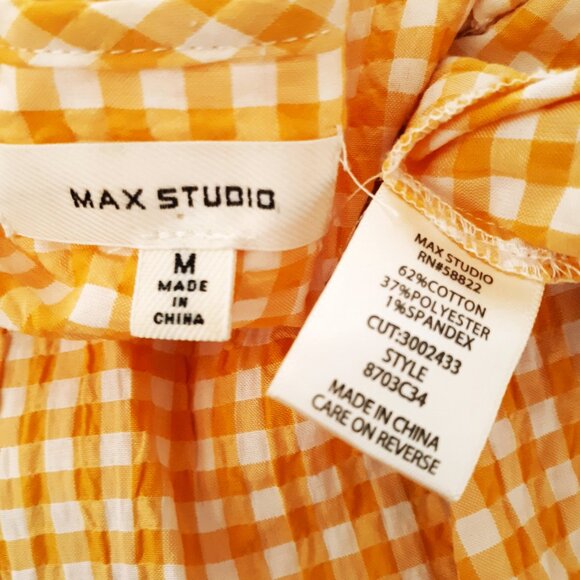 MAX STUDIO
M
MADE
IN
CHINA
MAX STUDIO
RN#58822
62%COTTON
37%POLYESTER
1%SPANDEX
CUT:3002433
STYLE
8703C34
MADE IN CHINA
CARE ON REVERSE